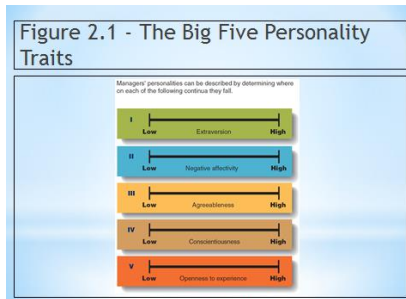 Figure 2.1 - The Big Five Personality
Traits
Managers' personalities can be described by determining where
on each of the following continua they fall.
I
Low Extraversion High
II
Low Negative affectivity High
III
Low Agreeableness High
IV
Low Conscientiousness High
V
Low Openness to experience High